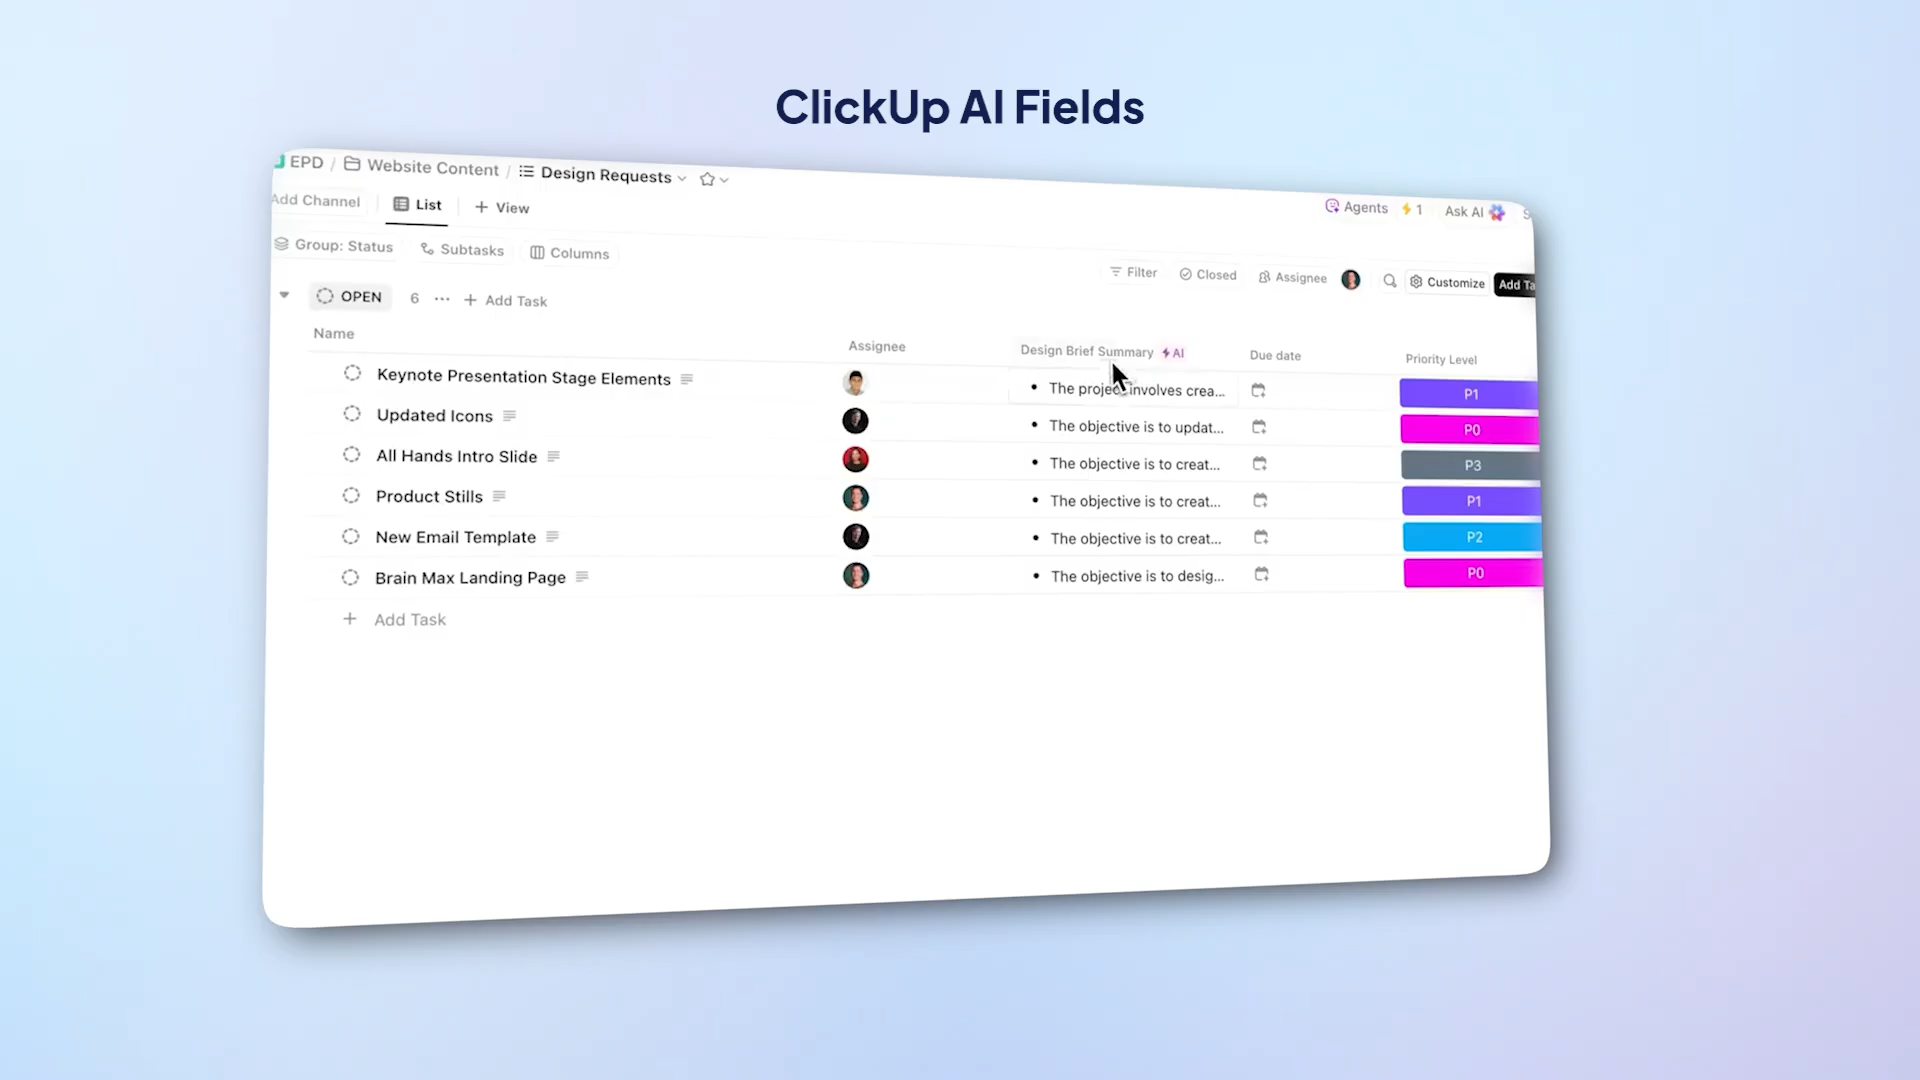 ClickUp AI Fields
EPD / Website Content / Design Requests
Add Channel List + View
Agents 1 Ask AI
Group: Status Subtasks Columns
Filter Closed Assignee Customize Add Ta
OPEN 6 ... + Add Task
Name Assignee Design Brief Summary AI Due date Priority Level
Keynote Presentation Stage Elements • The project involves crea... P1
Updated Icons • The objective is to updat... P0
All Hands Intro Slide • The objective is to creat... P3
Product Stills • The objective is to creat... P1
New Email Template • The objective is to creat... P2
Brain Max Landing Page • The objective is to desig... P0
+ Add Task